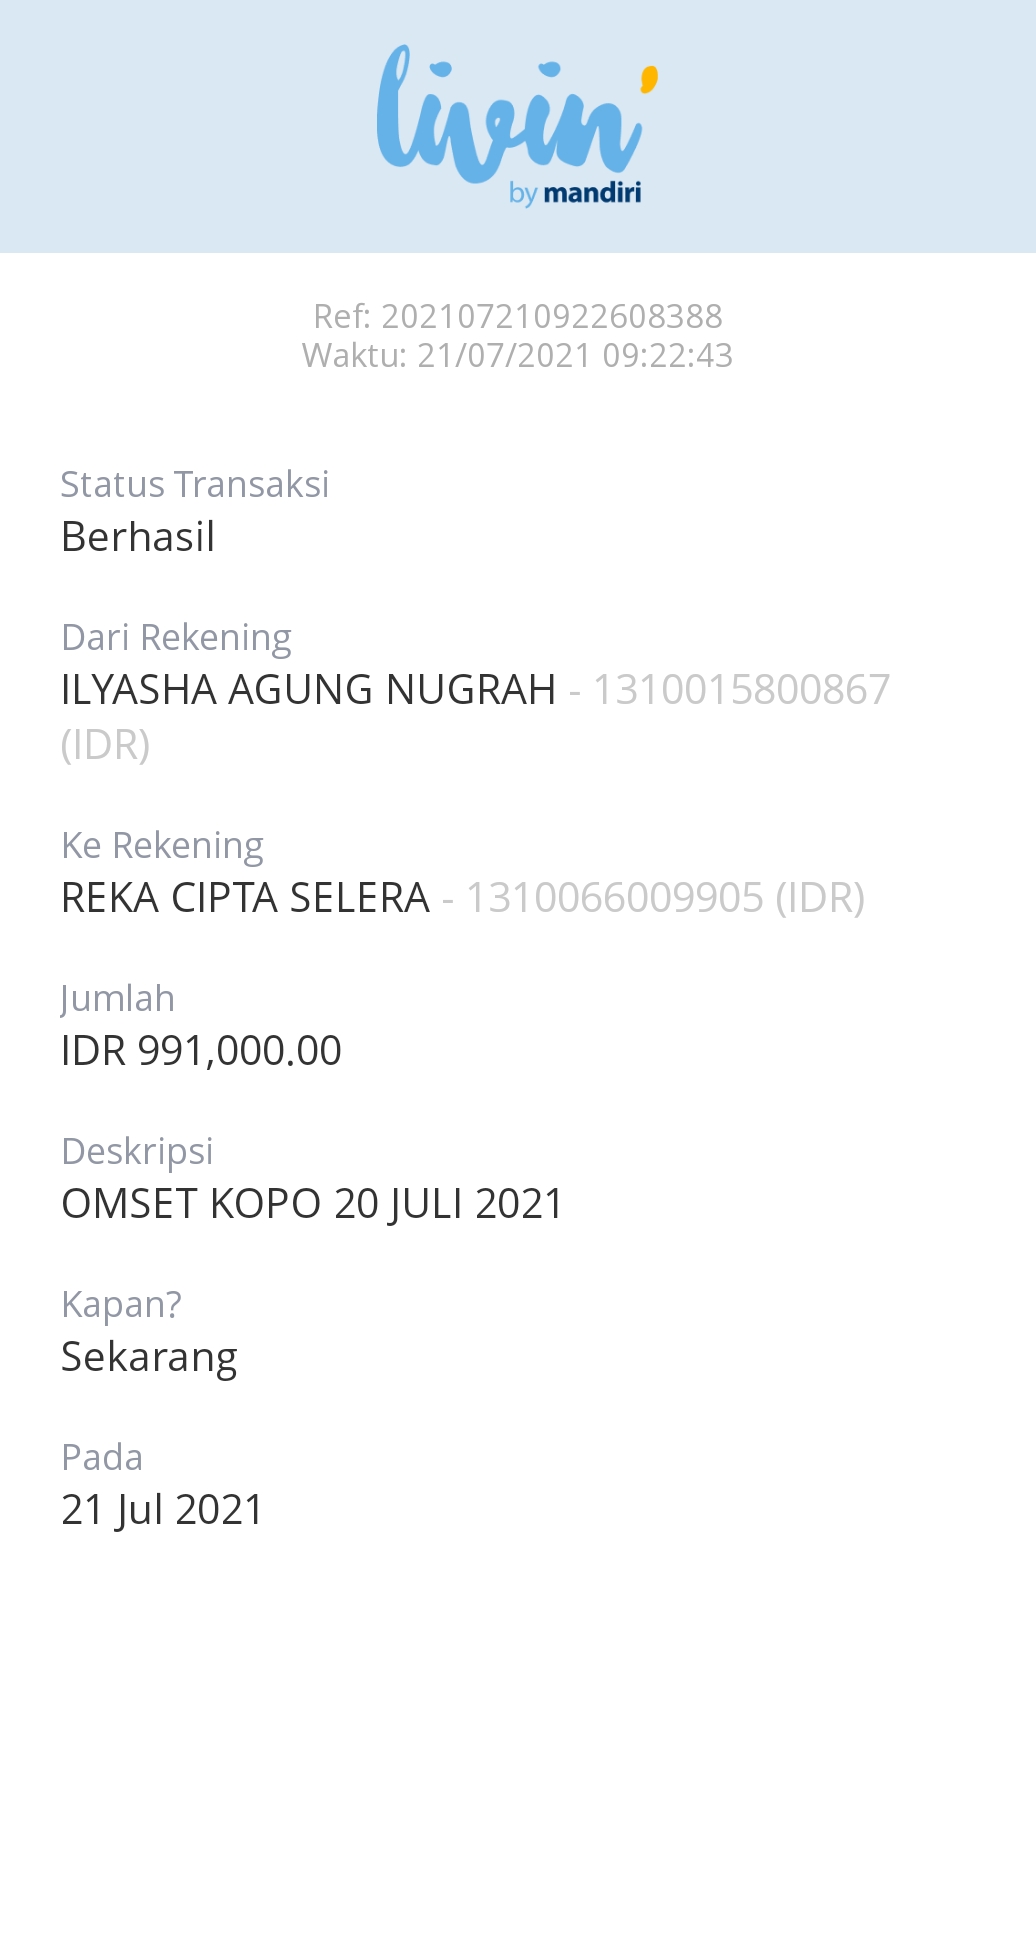 livin'
by mandiri
Ref: 202107210922608388
Waktu: 21/07/2021 09:22:43
Status Transaksi
Berhasil
Dari Rekening
ILYASHA AGUNG NUGRAH - 1310015800867
(IDR)
Ke Rekening
REKA CIPTA SELERA - 1310066009905 (IDR)
Jumlah
IDR 991,000.00
Deskripsi
OMSET KOPO 20 JULI 2021
Kapan?
Sekarang
Pada
21 Jul 2021